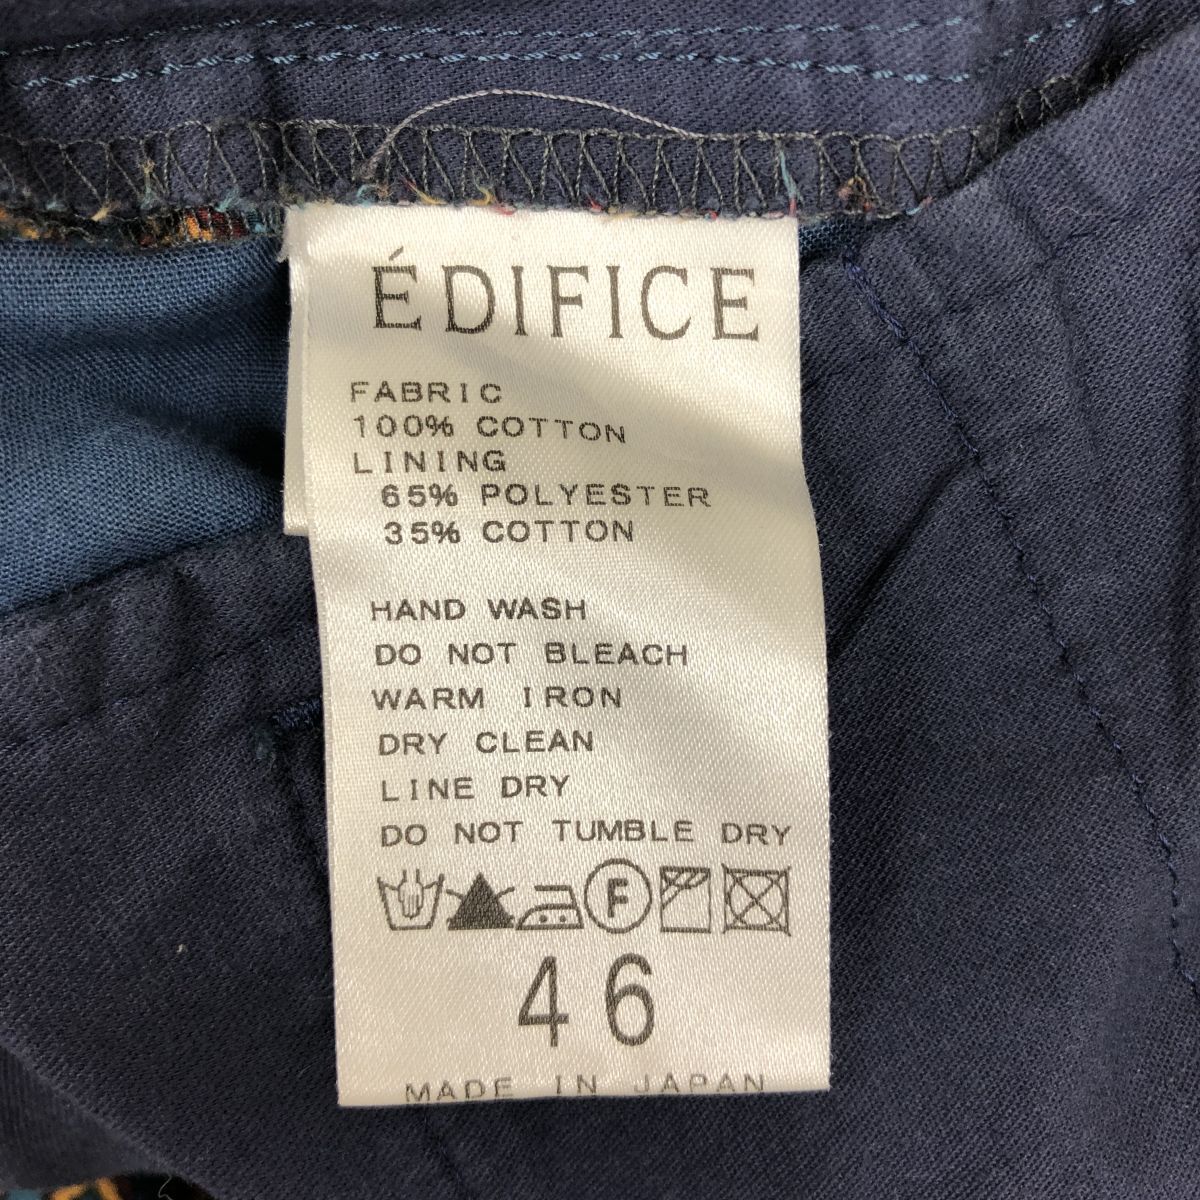 ÉDIFICE
FABRIC
100% COTTON
LINING
65% POLYESTER
35% COTTON
HAND WASH
DO NOT BLEACH
WARM IRON
DRY CLEAN
LINE DRY
DO NOT TUMBLE DRY
F
46
MADE IN JAPAN